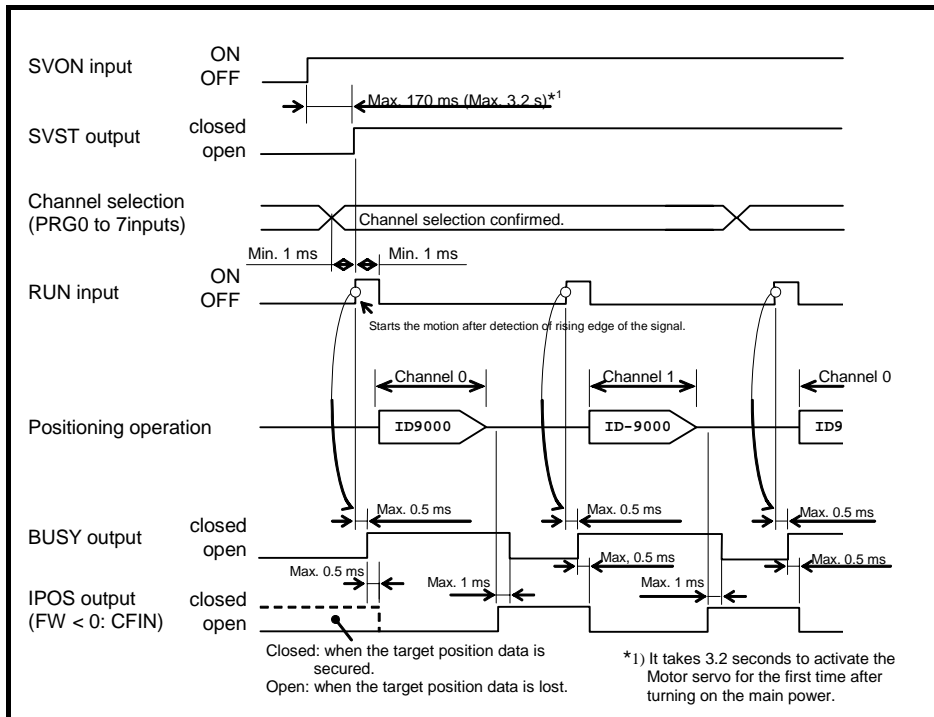 SVON input
ON
OFF
Max. 170 ms (Max. 3.2 s)*1
SVST output
closed
open
Channel selection
(PRG0 to 7inputs)
Channel selection confirmed.
Min. 1 ms
Min. 1 ms
RUN input
ON
OFF
Starts the motion after detection of rising edge of the signal.
Channel 0
Channel 1
Channel 0
Positioning operation
ID9000
ID-9000
ID9
Max. 0.5 ms
Max. 0.5 ms
Max. 0.5 ms
BUSY output
closed
open
Max. 0.5 ms
Max. 1 ms
Max, 0.5 ms
Max. 1 ms
Max. 0.5 ms
IPOS output
(FW < 0: CFIN)
closed
open
Closed: when the target position data is
secured.
Open: when the target position data is lost.
*1) It takes 3.2 seconds to activate the
Motor servo for the first time after
turning on the main power.